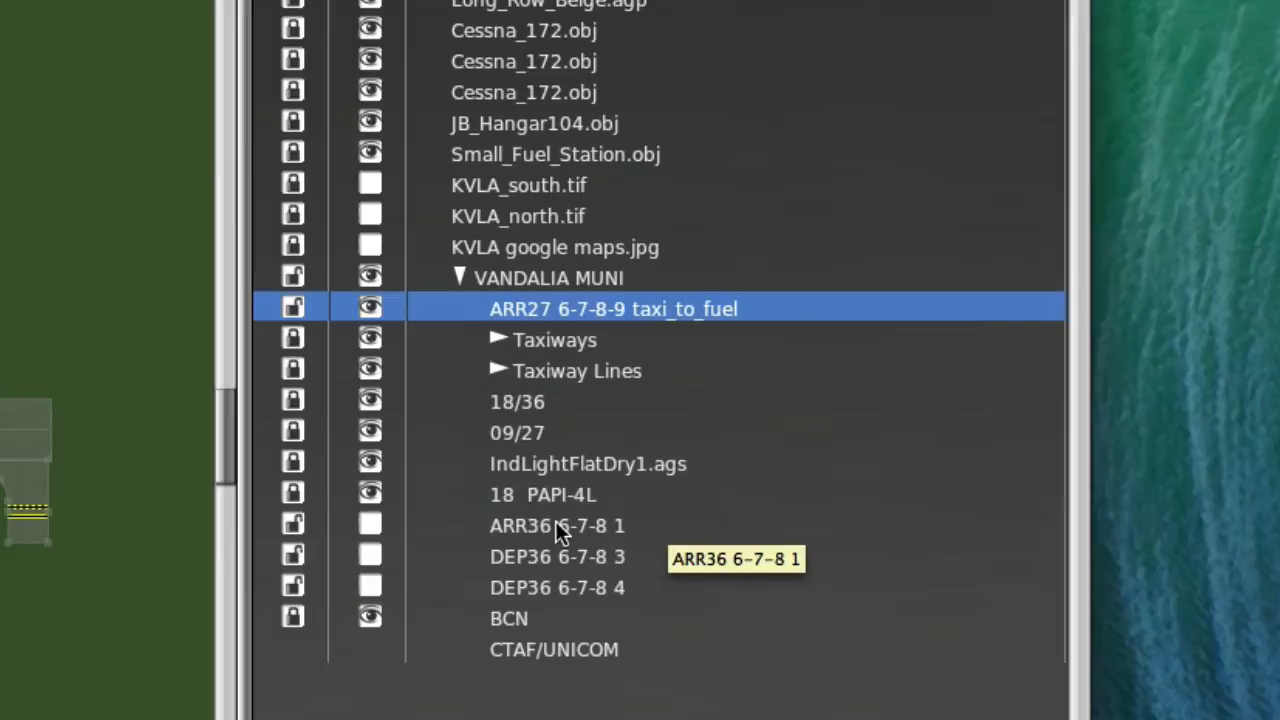 Long_Row_Beige.agp
Cessna_172.obj
Cessna_172.obj
Cessna_172.obj
JB_Hangar104.obj
Small_Fuel_Station.obj
KVLA_south.tif
KVLA_north.tif
KVLA google maps.jpg
VANDALIA MUNI
ARR27 6-7-8-9 taxi_to_fuel
Taxiways
Taxiway Lines
18/36
09/27
IndLightFlatDry1.ags
18  PAPI-4L
ARR36 6-7-8 1
DEP36 6-7-8 3
ARR36 6-7-8 1
DEP36 6-7-8 4
BCN
CTAF/UNICOM